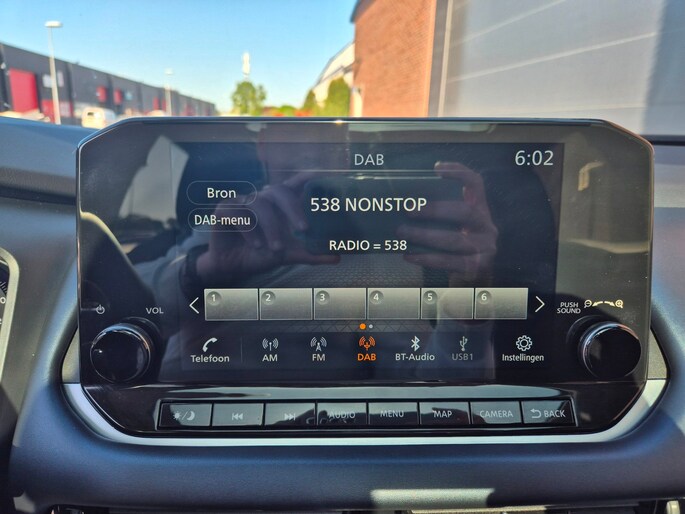 DAB
6:02
Bron
538 NONSTOP
DAB-menu
RADIO = 538
1 2 3 4 5 6
VOL
PUSH
SOUND
Telefoon AM FM DAB BT-Audio USB1 Instellingen
AUDIO MENU MAP CAMERA BACK